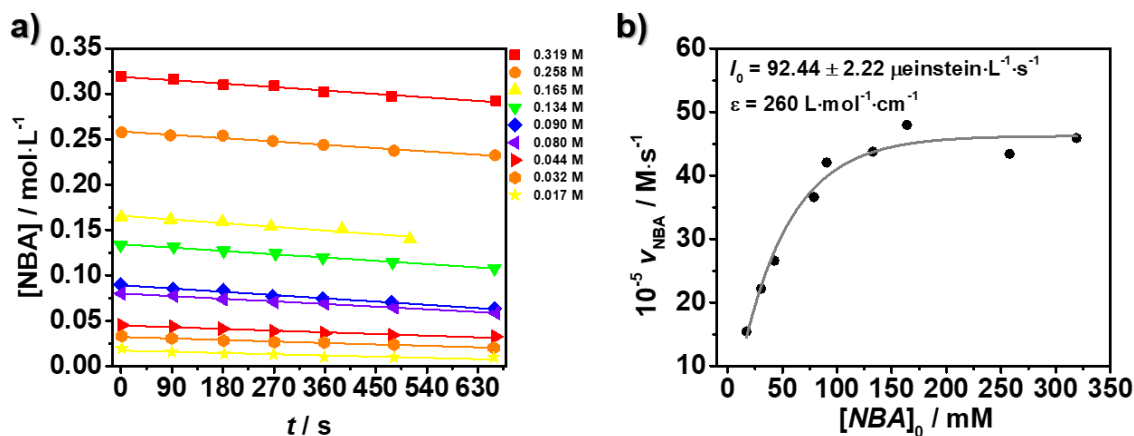 a)
[NBA] / mol·L⁻¹
0.35
0.30
0.25
0.20
0.15
0.10
0.05
0.00
0 90 180 270 360 450 540 630
t / s
0.319 M
0.258 M
0.165 M
0.134 M
0.090 M
0.080 M
0.044 M
0.032 M
0.017 M
b)
10⁻⁵ vNBA / M·s⁻¹
60
50
40
30
20
10
I₀ = 92.44 ± 2.22 μeinstein·L⁻¹·s⁻¹
ε = 260 L·mol⁻¹·cm⁻¹
0 50 100 150 200 250 300 350
[NBA]₀ / mM